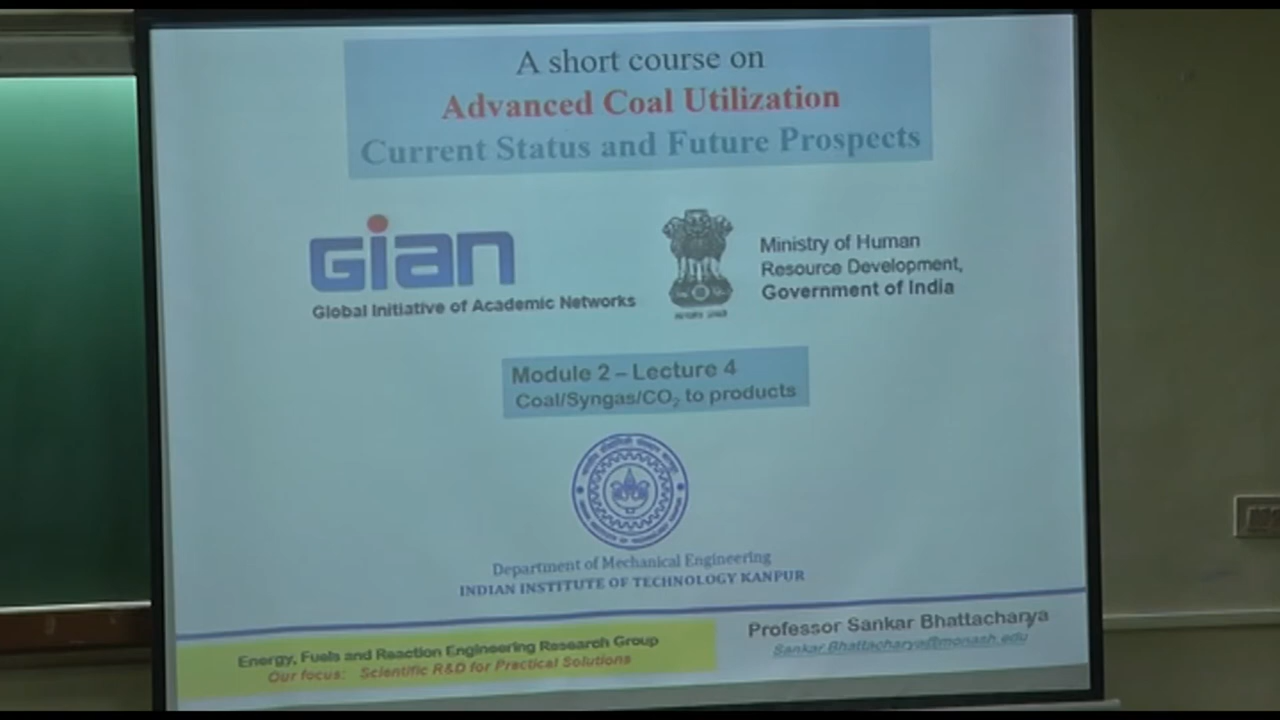 A short course on
Advanced Coal Utilization
Current Status and Future Prospects
Gian
Global Initiative of Academic Networks
Ministry of Human
Resource Development,
Government of India
Module 2 – Lecture 4
Coal/Syngas/CO₂ to products
Department of Mechanical Engineering
INDIAN INSTITUTE OF TECHNOLOGY KANPUR
Energy, Fuels and Reaction Engineering Research Group
Our focus: Scientific R&D for Practical Solutions
Professor Sankar Bhattacharya
Sankar.Bhattacharya@monash.edu